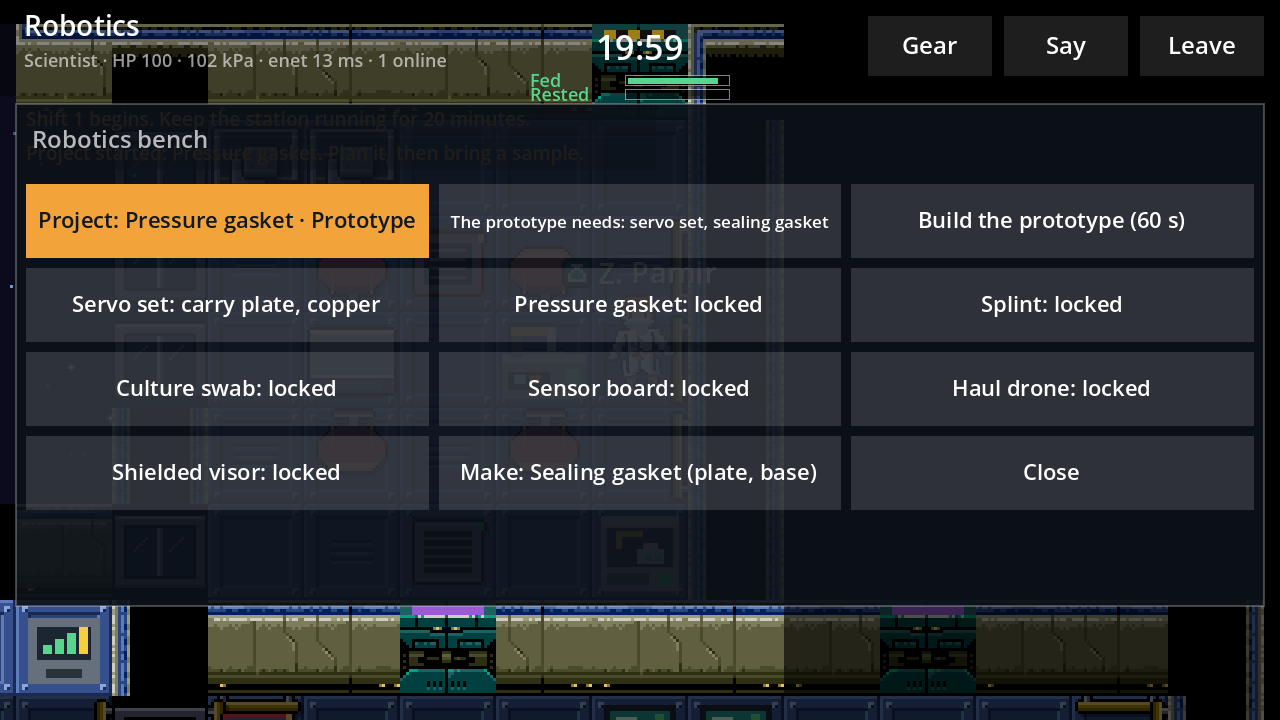 Robotics
Scientist · HP 100 · 102 kPa · enet 13 ms · 1 online
19:59
Fed
Rested
Gear
Say
Leave
Shift 1 begins. Keep the station running for 20 minutes.
Robotics bench
Project started: Pressure gasket. Plan it, then bring a sample.
Project: Pressure gasket · Prototype
The prototype needs: servo set, sealing gasket
Build the prototype (60 s)
Z. Pamir
Servo set: carry plate, copper
Pressure gasket: locked
Splint: locked
Culture swab: locked
Sensor board: locked
Haul drone: locked
Shielded visor: locked
Make: Sealing gasket (plate, base)
Close